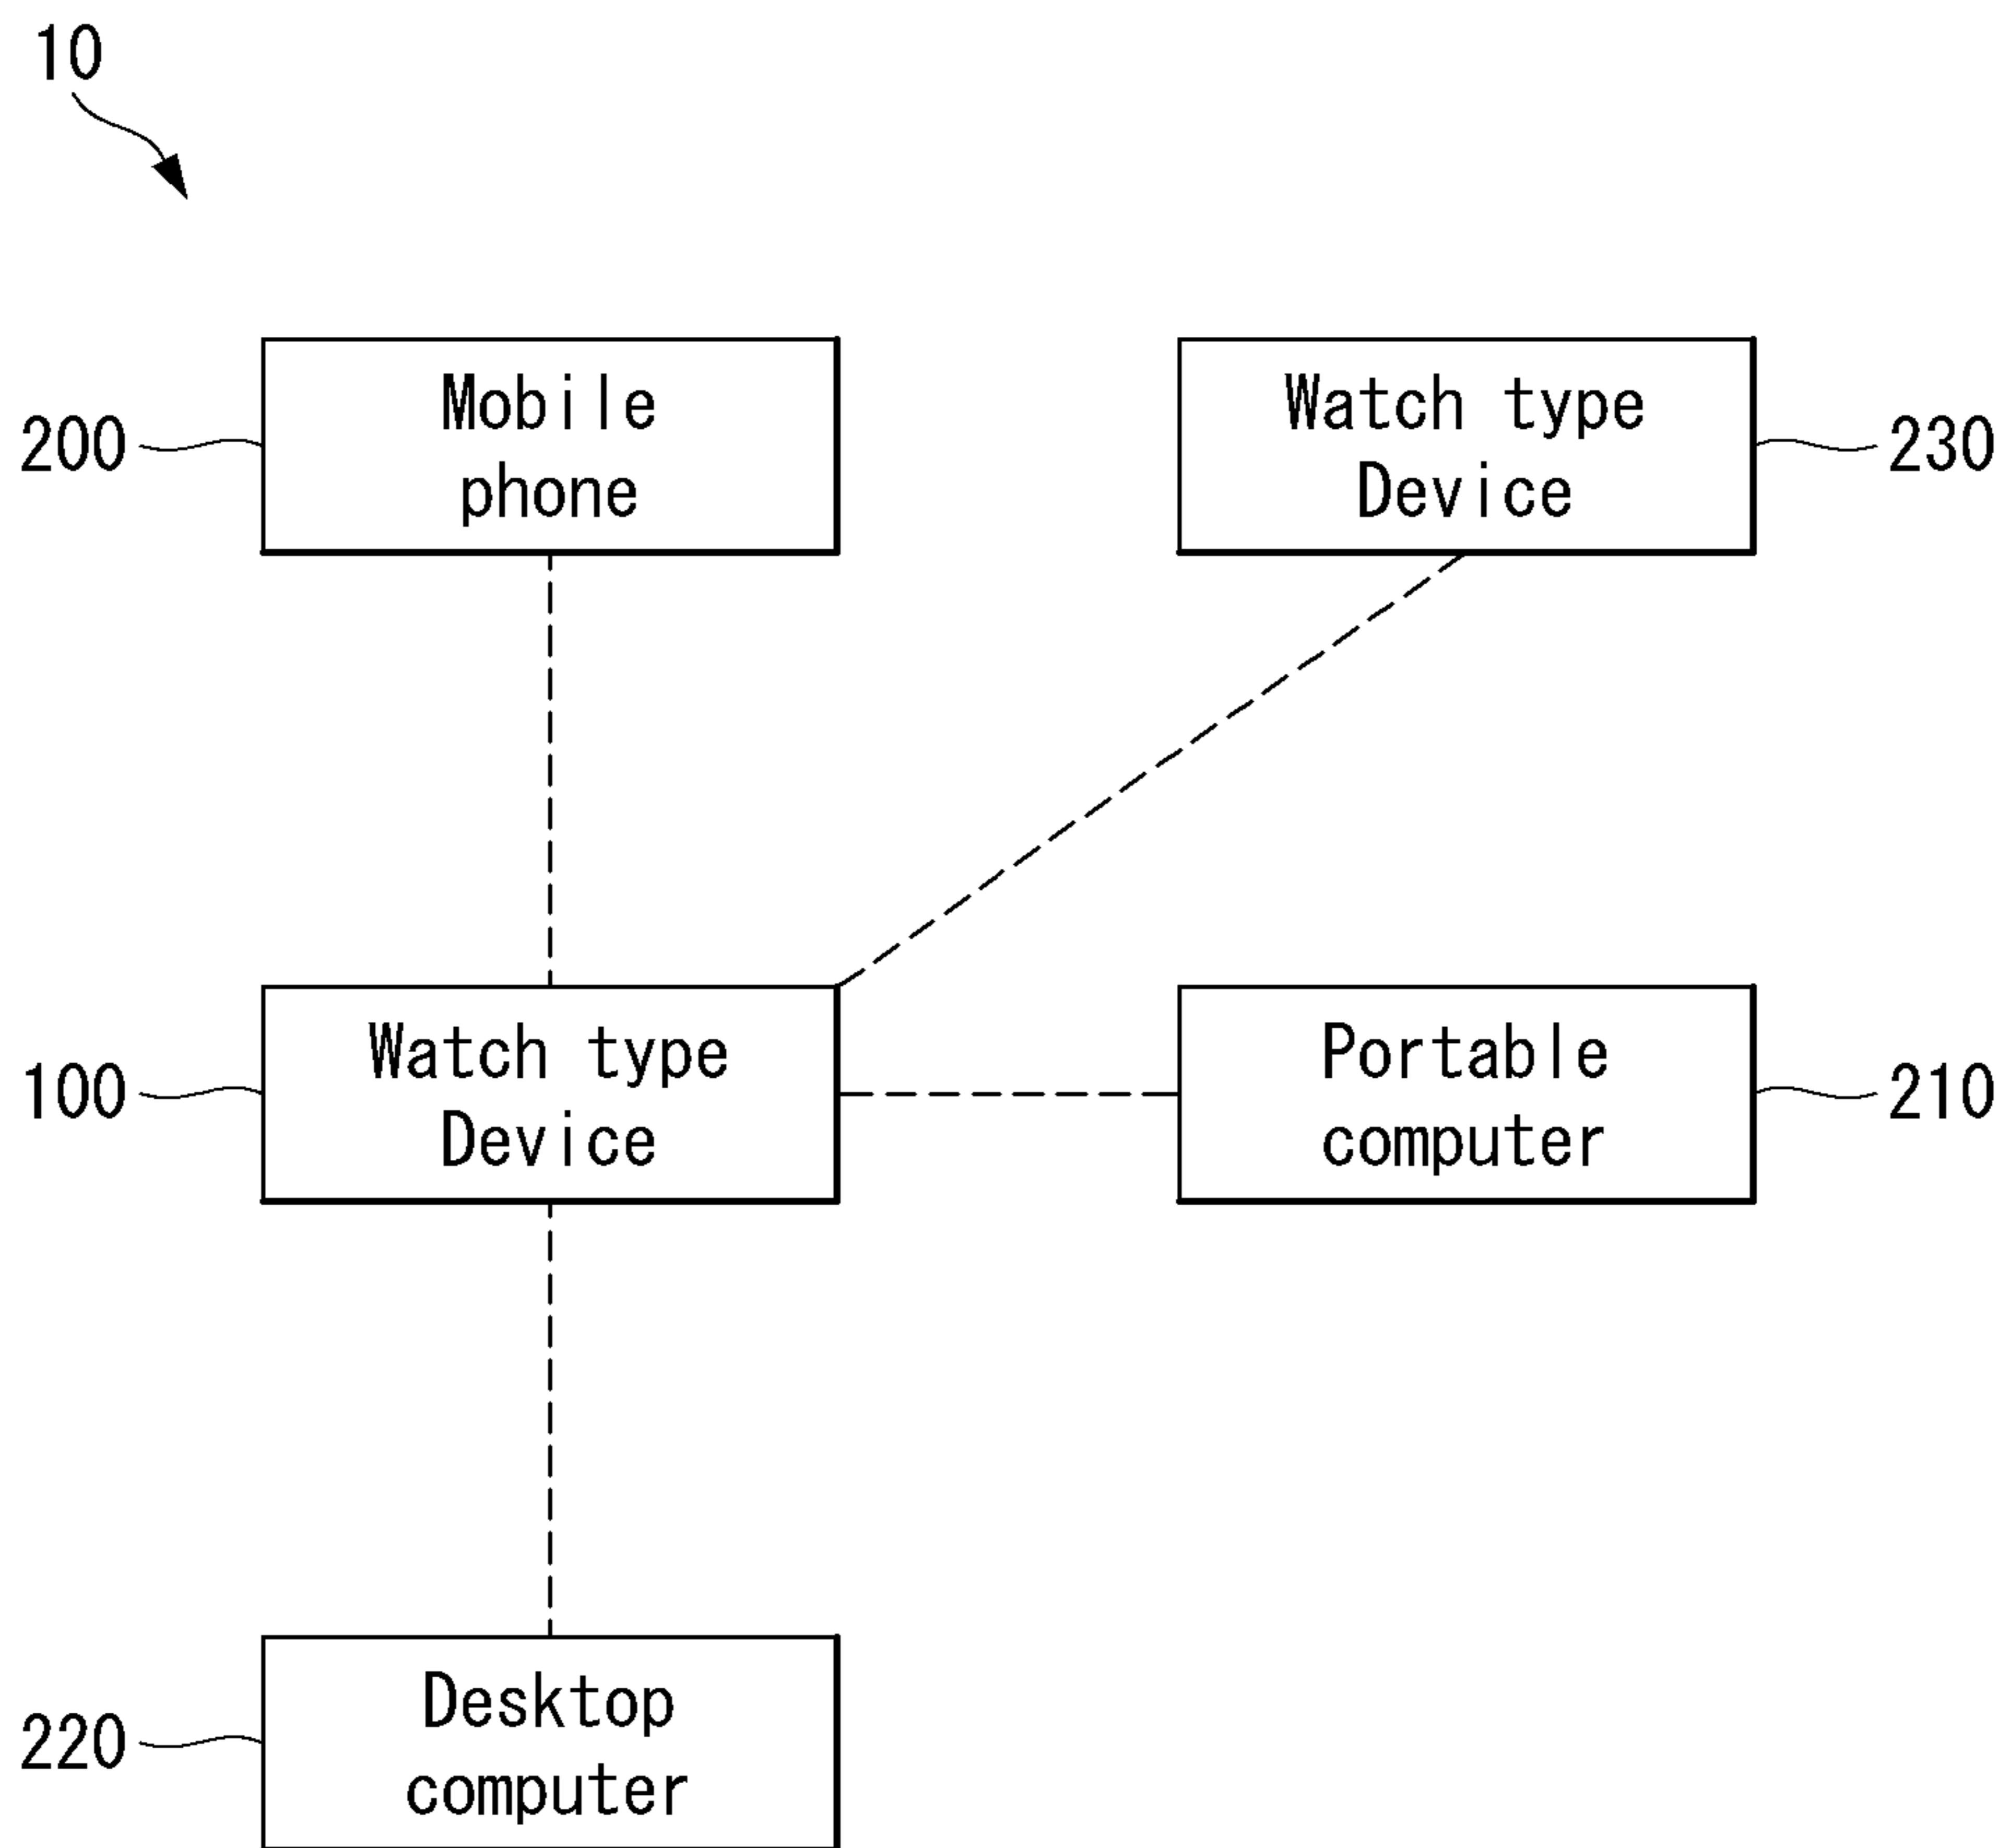 10
200
Mobile
phone
Watch type
Device
230
100
Watch type
Device
Portable
computer
210
220
Desktop
computer